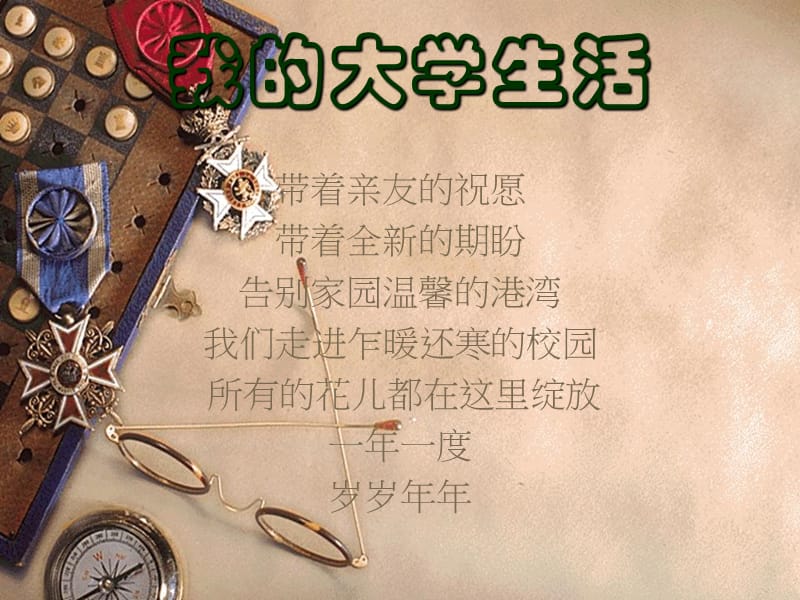 我的大学生活
带着亲友的祝愿
带着全新的期盼
告别家园温馨的港湾
我们走进乍暖还寒的校园
所有的花儿都在这里绽放
一年一度
岁岁年年
W